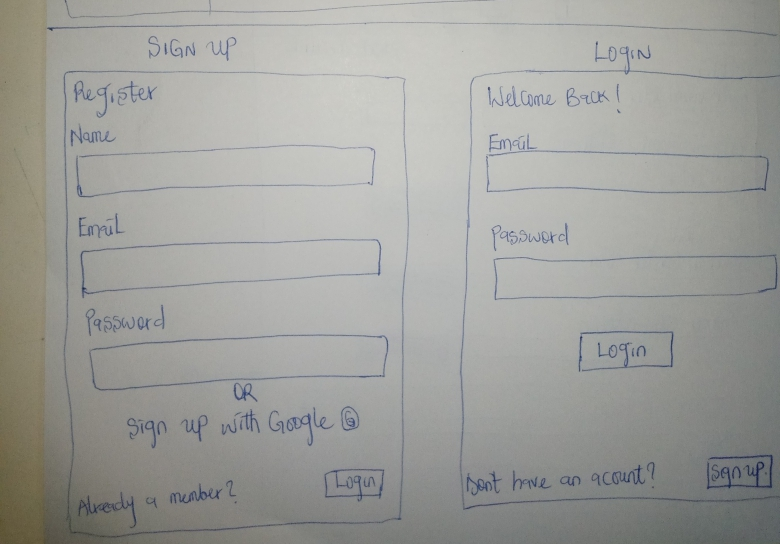 SIGN UP
Register
Name
Email
Password
OR
Sign up with Google G
Already a member? Login
LOGIN
Welcome Back!
Email
Password
Login
Dont have an acount? Sign up